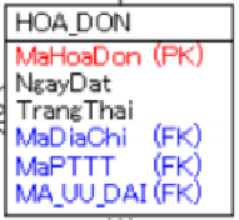 HOA_DON
MaHoaDon (PK)
NgayDat
TrangThai
MaDiaChi (FK)
MaPTTT (FK)
MA_UU_DAI (FK)